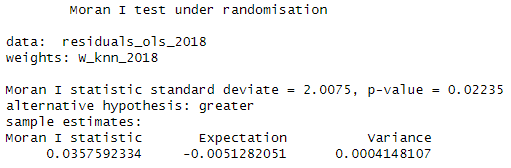 Moran I test under randomisation
data: residuals_ols_2018
weights: W_knn_2018
Moran I statistic standard deviate = 2.0075, p-value = 0.02235
alternative hypothesis: greater
sample estimates:
Moran I statistic Expectation Variance
0.0357592334 -0.0051282051 0.0004148107